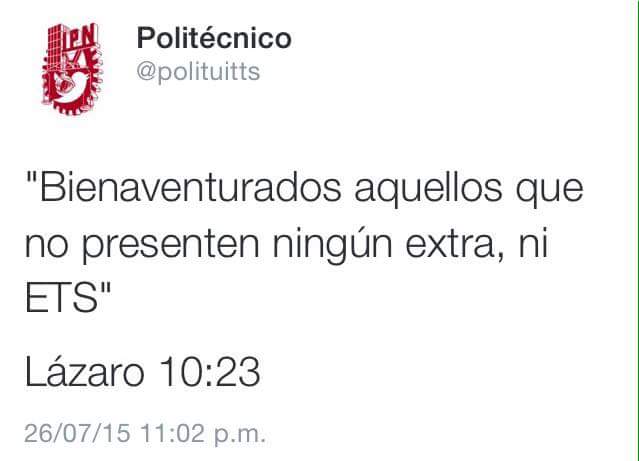 IPN
Politécnico
@polituitts
"Bienaventurados aquellos que
no presenten ningún extra, ni
ETS"
Lázaro 10:23
26/07/15 11:02 p.m.